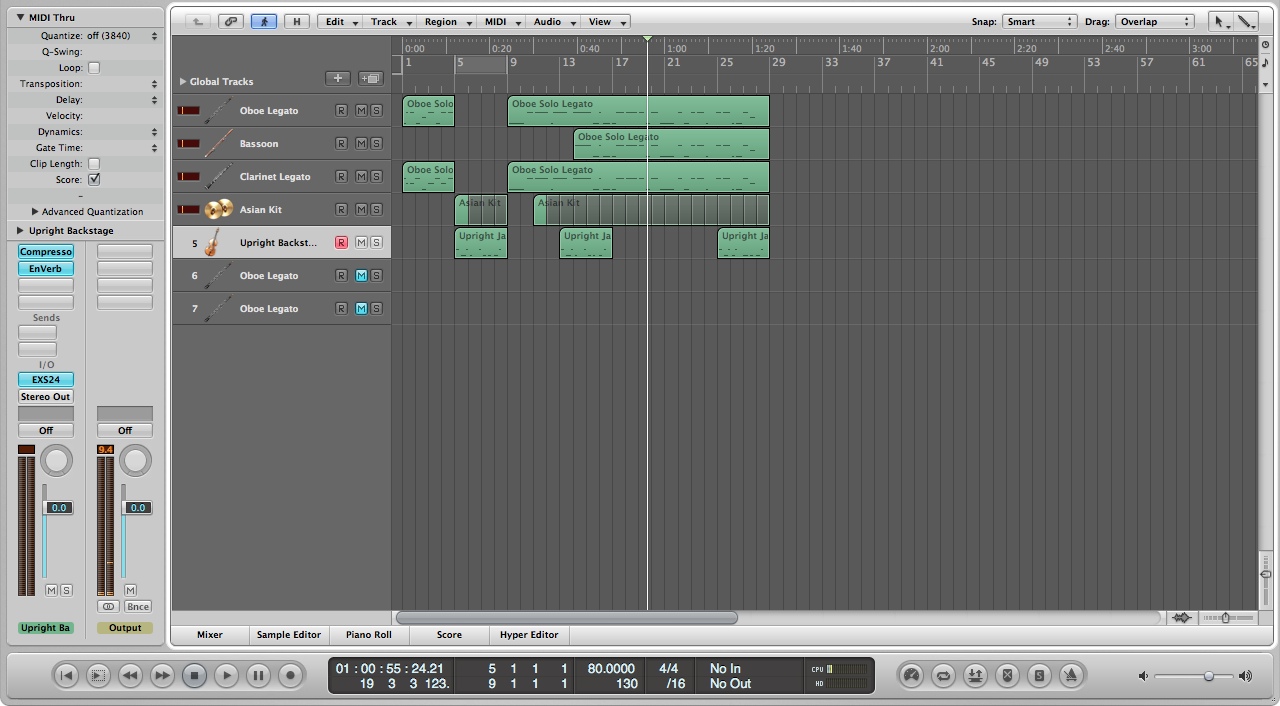 MIDI Thru
Quantize: off (3840)
Q-Swing:
Loop:
Transposition:
Delay:
Velocity:
Dynamics:
Gate Time:
Clip Length:
Score:
–
Advanced Quantization
Upright Backstage
Compresso
EnVerb
Sends
I/O
EXS24
Stereo Out
Off
Off
9.4
0.0
0.0
M S
M
Bnce
Upright Ba
Output
H Edit Track Region MIDI Audio View Snap: Smart Drag: Overlap
0:00 0:20 0:40 1:00 1:20 1:40 2:00 2:20 2:40 3:00
1 5 9 13 17 21 25 29 33 37 41 45 49 53 57 61 65
Global Tracks
Oboe Legato R M S Oboe Solo Oboe Solo Legato
Bassoon R M S Oboe Solo Legato
Clarinet Legato R M S Oboe Solo Oboe Solo Legato
Asian Kit R M S Asian Kit Asian Kit
5 Upright Backst... R M S Upright Ja Upright Ja Upright Ja
6 Oboe Legato R M S
7 Oboe Legato R M S
Mixer Sample Editor Piano Roll Score Hyper Editor
01 : 00 : 55 : 24.21 5 1 1 1 80.0000 4/4 No In CPU
19 3 3 123. 9 1 1 1 130 /16 No Out HD
S